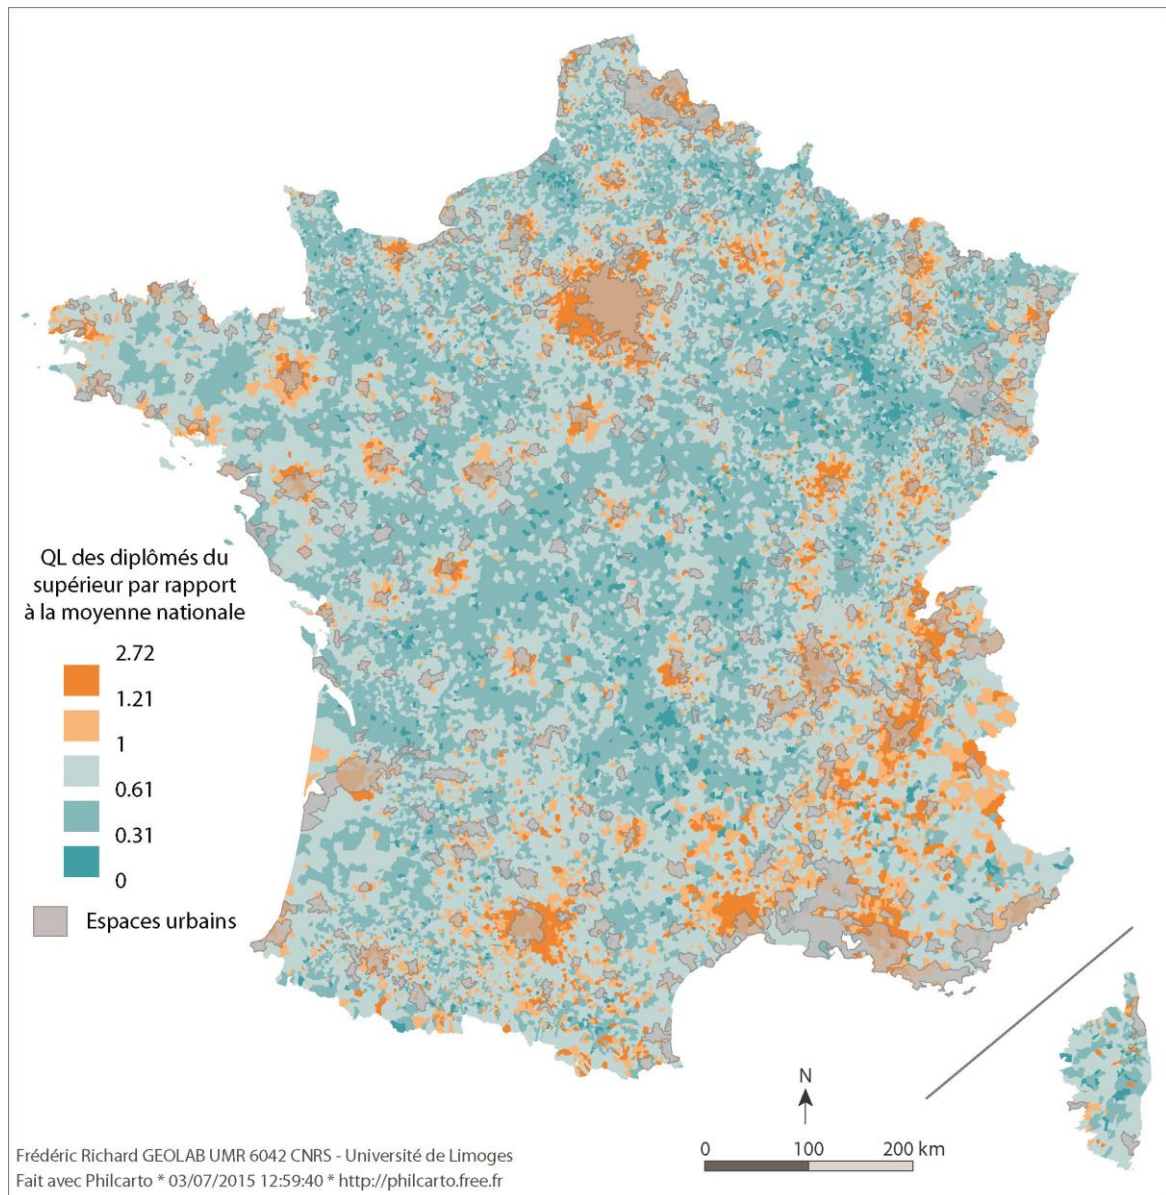 QL des diplômés du
supérieur par rapport
à la moyenne nationale
2.72
1.21
1
0.61
0.31
0
Espaces urbains
N
0 100 200 km
Frédéric Richard GEOLAB UMR 6042 CNRS - Université de Limoges
Fait avec Philcarto * 03/07/2015 12:59:40 * http://philcarto.free.fr